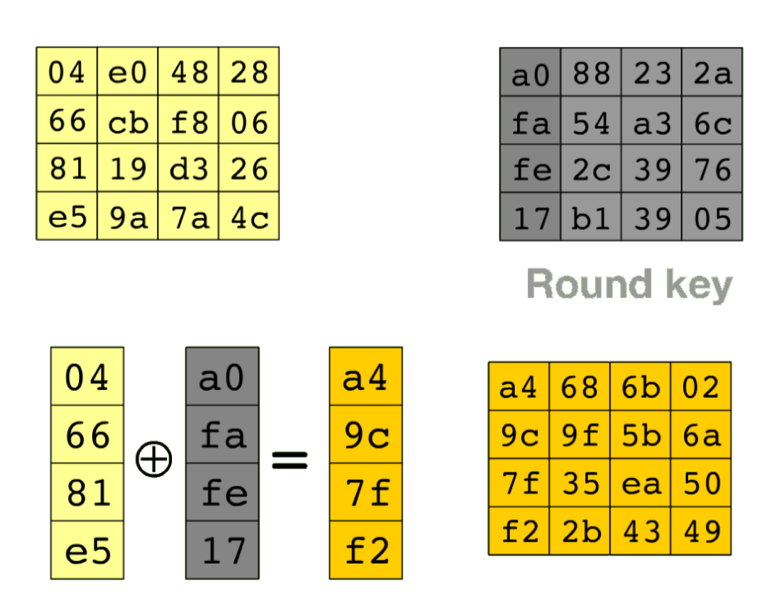 04 e0 48 28
66 cb f8 06
81 19 d3 26
e5 9a 7a 4c
a0 88 23 2a
fa 54 a3 6c
fe 2c 39 76
17 b1 39 05
Round key
04 a0 a4
66 fa 9c
⊕ =
81 fe 7f
e5 17 f2
a4 68 6b 02
9c 9f 5b 6a
7f 35 ea 50
f2 2b 43 49